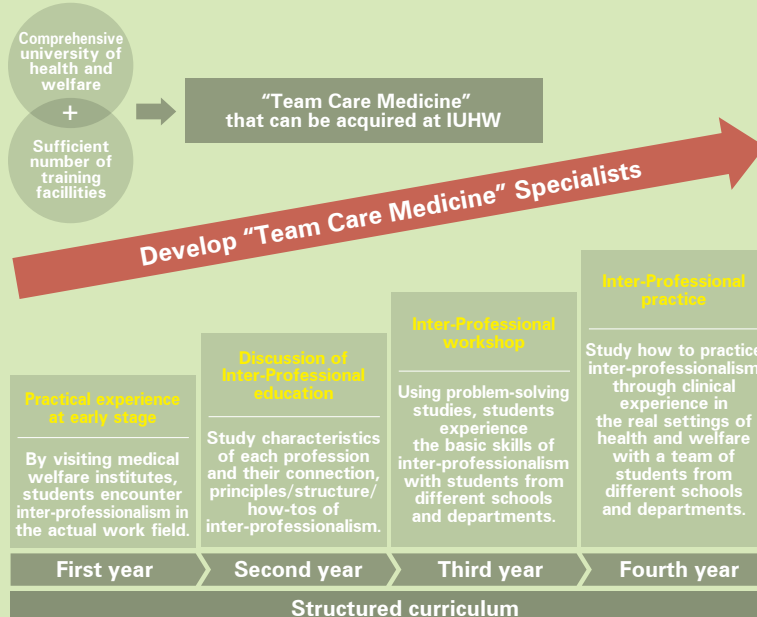 Comprehensive
university of
health and
welfare
+
Sufficient
number of
training
facillities
“Team Care Medicine”
that can be acquired at IUHW
Develop “Team Care Medicine” Specialists
Practical experience
at early stage
By visiting medical
welfare institutes,
students encounter
inter-professionalism in
the actual work field.
Discussion of
Inter-Professional
education
Study characteristics
of each profession
and their connection,
principles/structure/
how-tos of
inter-professionalism.
Inter-Professional
workshop
Using problem-solving
studies, students
experience
the basic skills of
inter-professionalism
with students from
different schools
and departments.
Inter-Professional
practice
Study how to practice
inter-professionalism
through clinical
experience in
the real settings of
health and welfare
with a team of
students from
different schools
and departments.
First year
Second year
Third year
Fourth year
Structured curriculum